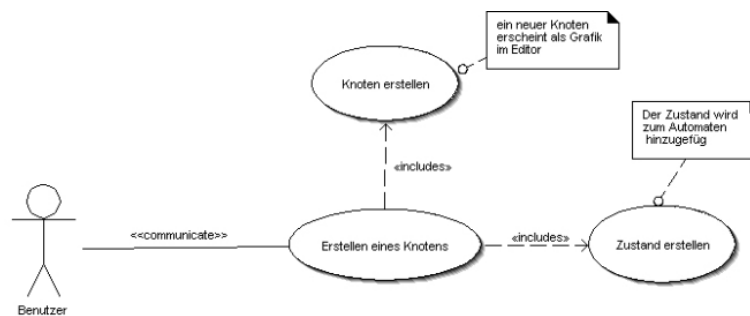 ein neuer Knoten
erscheint als Grafik
im Editor
Knoten erstellen
Der Zustand wird
zum Automaten
hinzugefüg
«includes»
<<communicate>>
Erstellen eines Knotens
«includes»
Zustand erstellen
Benutzer